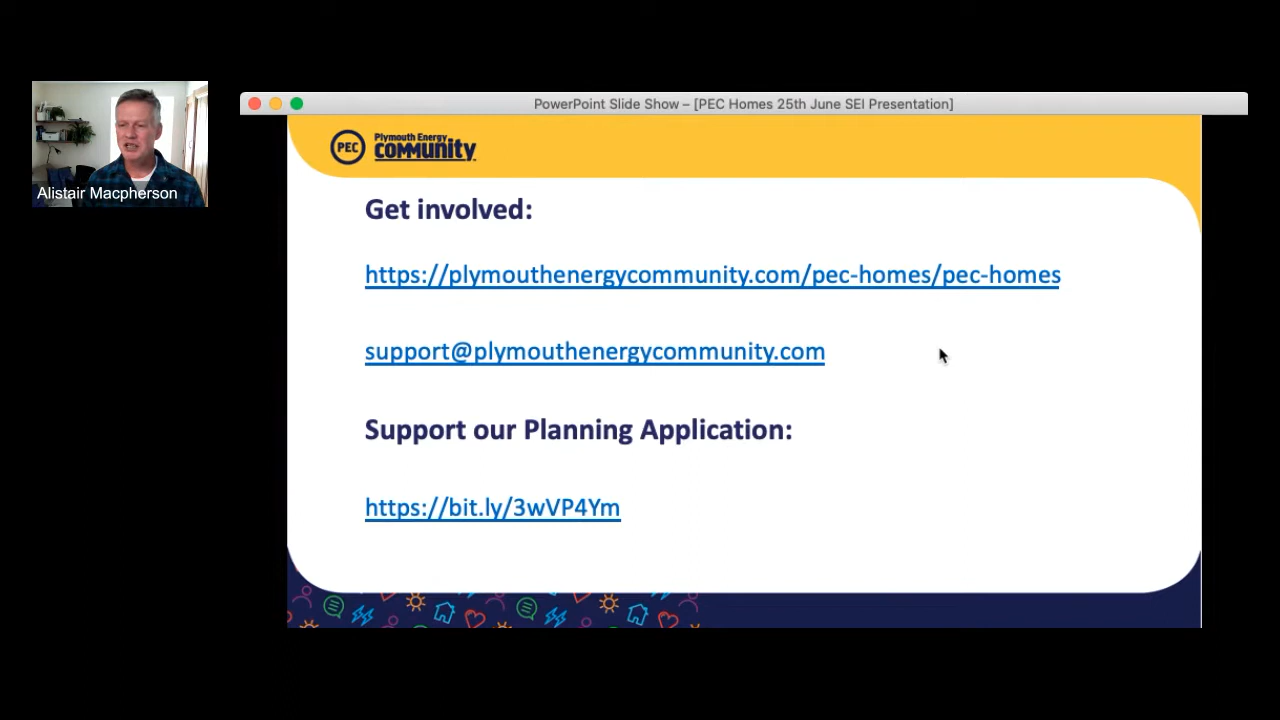 PowerPoint Slide Show – [PEC Homes 25th June SEI Presentation]
PEC
Plymouth Energy
community
Alistair Macpherson
Get involved:
https://plymouthenergycommunity.com/pec-homes/pec-homes
support@plymouthenergycommunity.com
Support our Planning Application:
https://bit.ly/3wVP4Ym